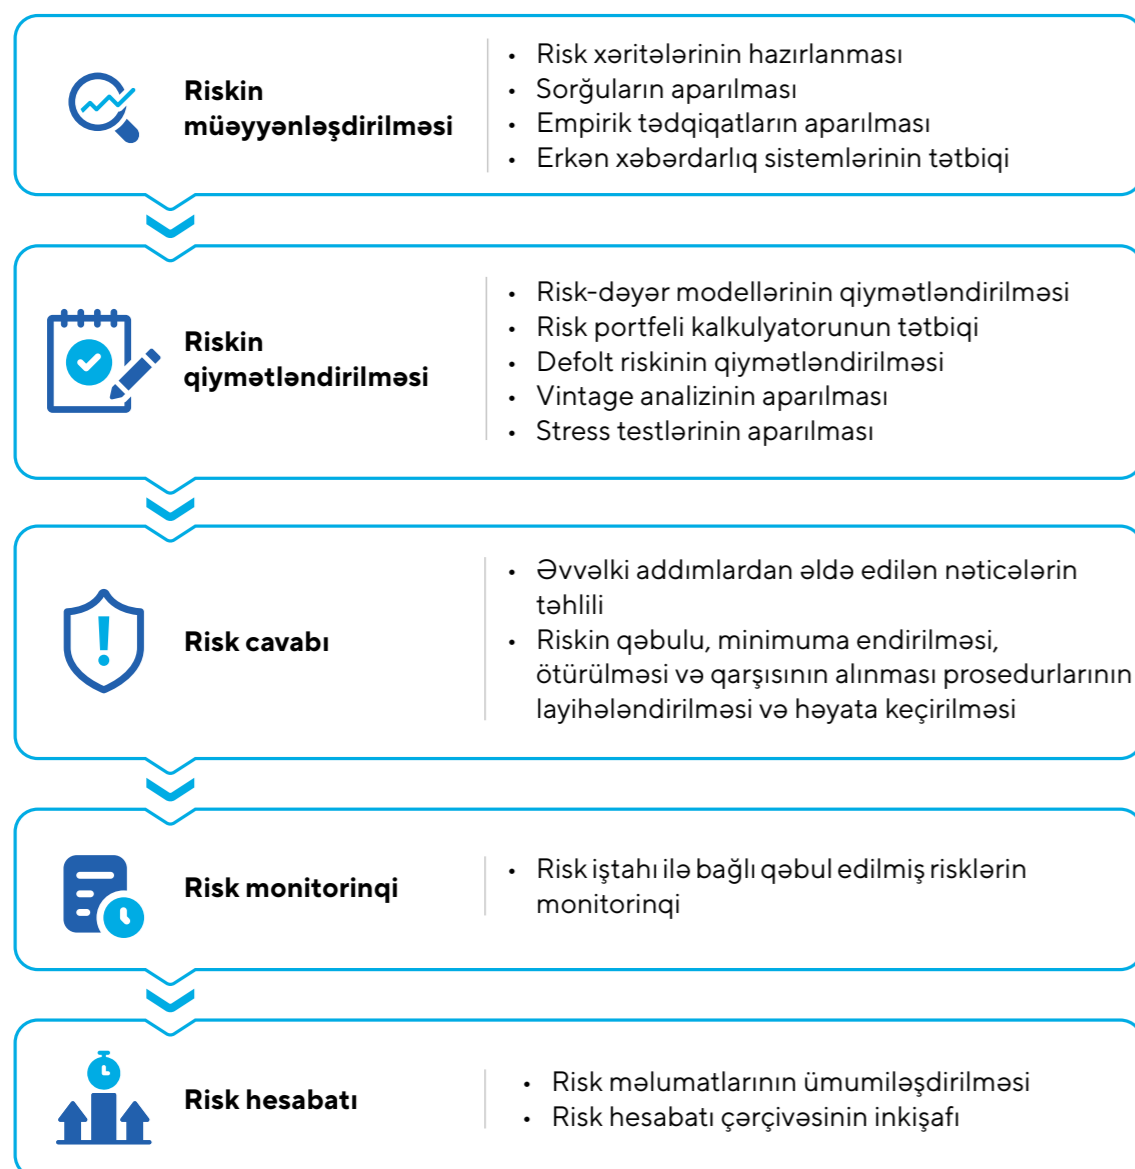 Riskin
müəyyənləşdirilməsi
• Risk xəritələrinin hazırlanması
• Sorğuların aparılması
• Empirik tədqiqatların aparılması
• Erkən xəbərdarlıq sistemlərinin tətbiqi
Riskin
qiymətləndirilməsi
• Risk-dəyər modellərinin qiymətləndirilməsi
• Risk portfeli kalkulyatorunun tətbiqi
• Defolt riskinin qiymətləndirilməsi
• Vintage analizinin aparılması
• Stress testlərinin aparılması
Risk cavabı
• Əvvəlki addımlardan əldə edilən nəticələrin
təhlili
• Riskin qəbulu, minimuma endirilməsi,
ötürülməsi və qarşısının alınması prosedurlarının
layihələndirilməsi və həyata keçirilməsi
Risk monitorinqi
• Risk iştahı ilə bağlı qəbul edilmiş risklərin
monitorinqi
Risk hesabatı
• Risk məlumatlarının ümumiləşdirilməsi
• Risk hesabatı çərçivəsinin inkişafı